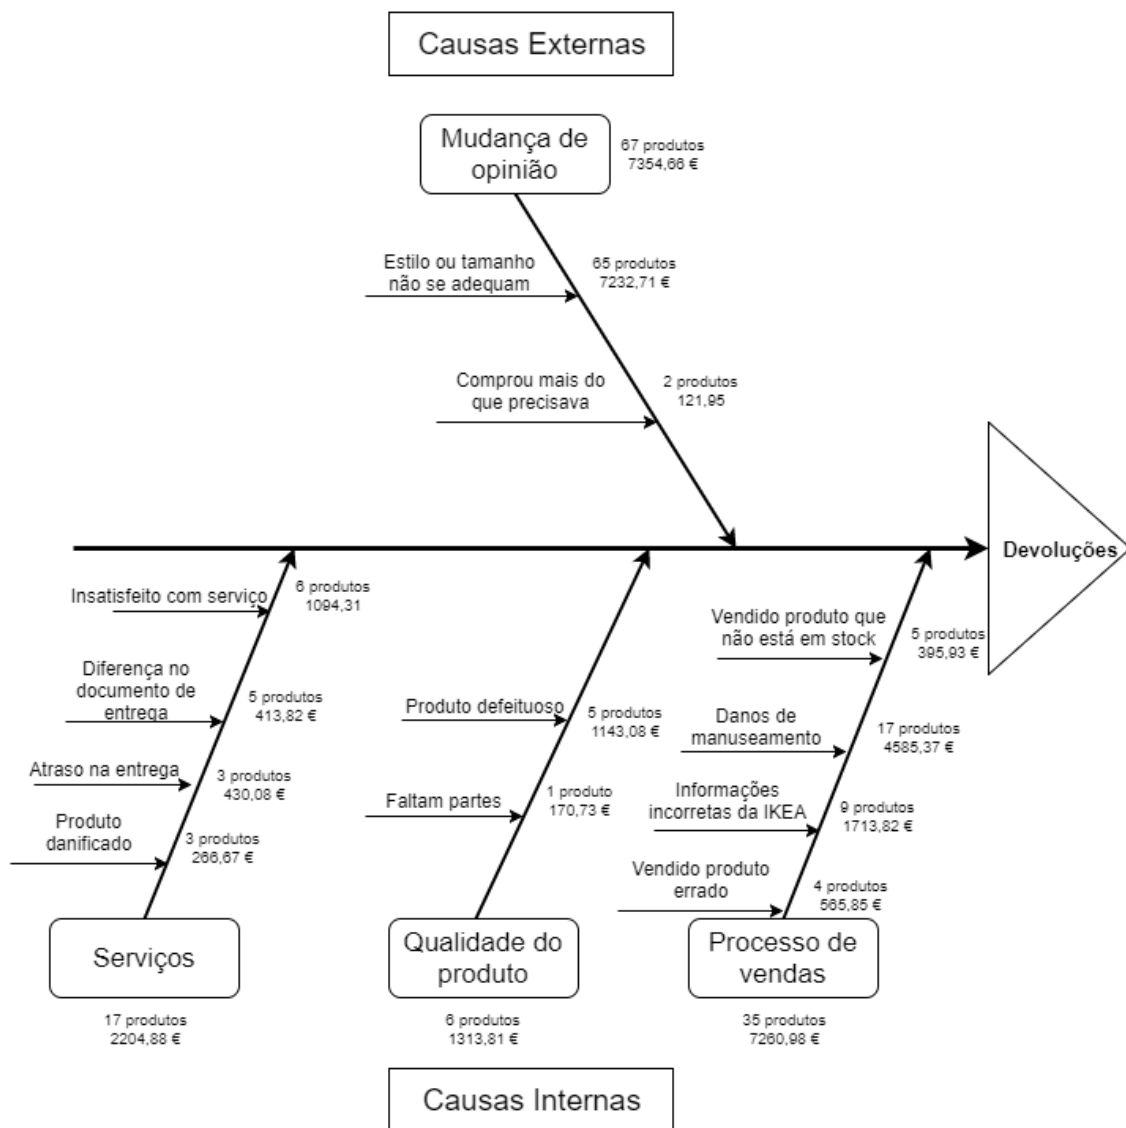 Causas Externas
Mudança de
opinião
67 produtos
7354,66 €
Estilo ou tamanho
não se adequam
65 produtos
7232,71 €
Comprou mais do
que precisava
2 produtos
121,95
Devoluções
Insatisfeito com serviço
6 produtos
1094,31
Diferença no
documento de
entrega
5 produtos
413,82 €
Atraso na entrega
3 produtos
430,08 €
Produto
danificado
3 produtos
266,67 €
Serviços
17 produtos
2204,88 €
Produto defeituoso
5 produtos
1143,08 €
Faltam partes
1 produto
170,73 €
Qualidade do
produto
6 produtos
1313,81 €
Vendido produto que
não está em stock
5 produtos
395,93 €
Danos de
manuseamento
17 produtos
4585,37 €
Informações
incorretas da IKEA
9 produtos
1713,82 €
Vendido produto
errado
4 produtos
565,85 €
Processo de
vendas
35 produtos
7260,98 €
Causas Internas